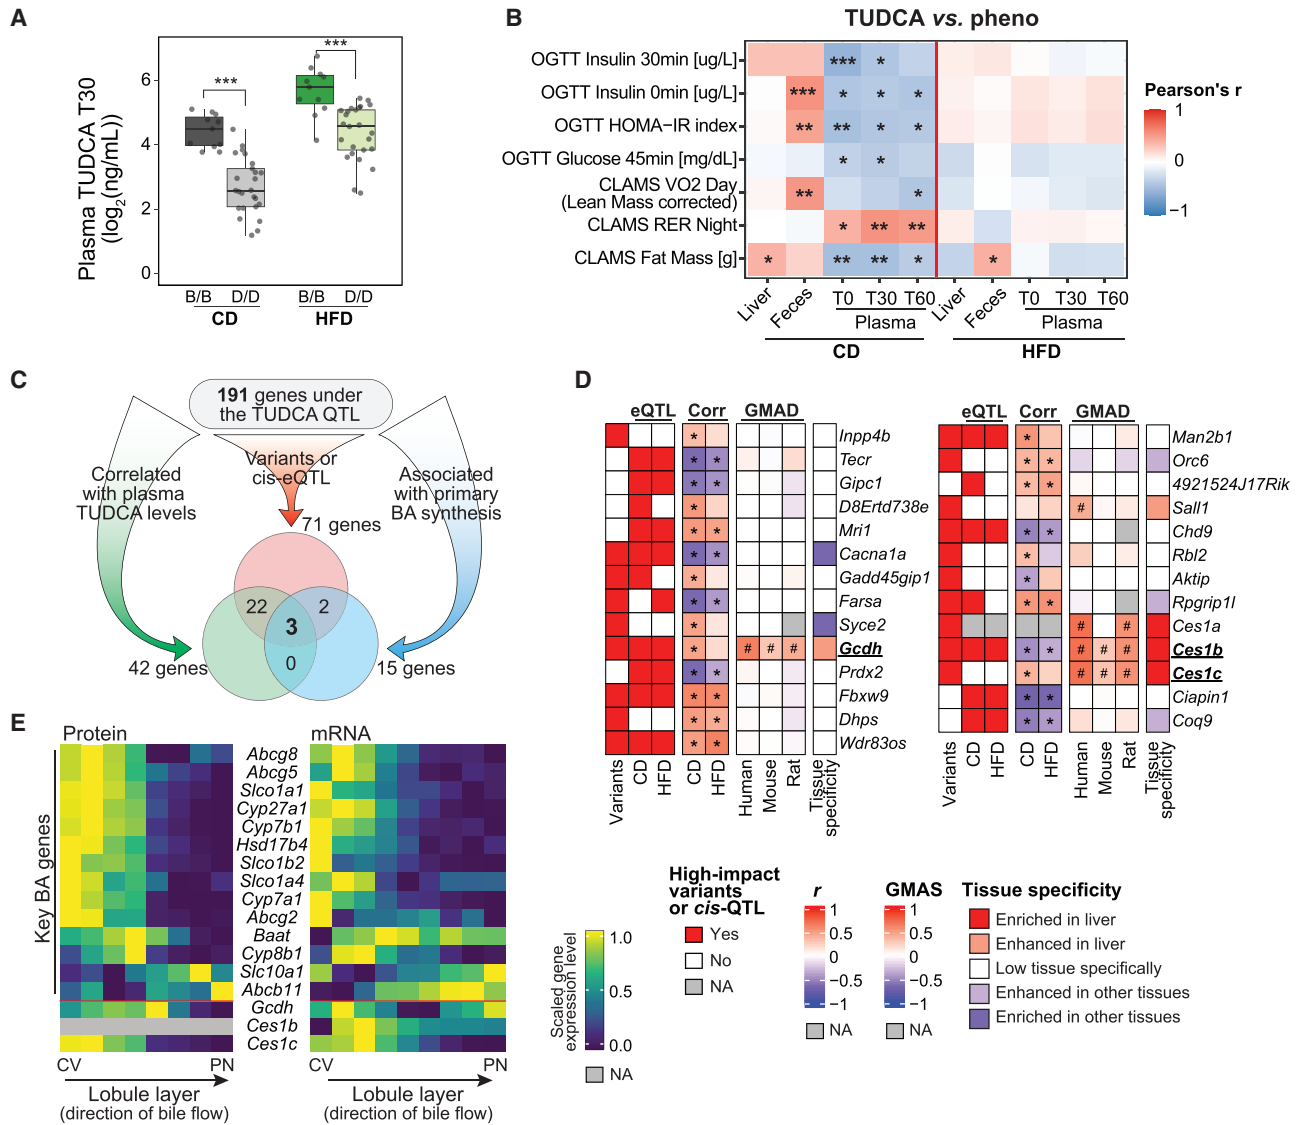 A
Plasma TUDCA T30
(log2(ng/mL))
6
4
2
0
***
***
B/B
D/D
B/B
D/D
CD
HFD
B
TUDCA vs. pheno
OGTT Insulin 30min [ug/L]
*** *
OGTT Insulin 0min [ug/L]
*** * * *
OGTT HOMA−IR index
** ** * *
OGTT Glucose 45min [mg/dL]
* *
CLAMS VO2 Day
(Lean Mass corrected)
** *
CLAMS RER Night
* ** **
CLAMS Fat Mass [g]
* ** ** * *
Liver
Feces
T0
T30
T60
Liver
Feces
T0
T30
T60
Plasma
Plasma
CD
HFD
Pearson's r
1
0
−1
C
191 genes under
the TUDCA QTL
Correlated
with plasma
TUDCA levels
Variants or
cis-eQTL
Associated
with primary
BA synthesis
71 genes
42 genes
15 genes
22
2
3
0
D
eQTL
Corr
GMAD
Inpp4b
*
Tecr
* *
Gipc1
* *
D8Ertd738e
*
Mri1
* *
Cacna1a
* *
Gadd45gip1
*
Farsa
* *
Syce2
*
Gcdh
* # # #
Prdx2
* *
Fbxw9
* *
Dhps
* *
Wdr83os
* *
Variants
CD
HFD
CD
HFD
Human
Mouse
Rat
Tissue
specificity
eQTL
Corr
GMAD
Man2b1
*
Orc6
* *
4921524J17Rik
* *
Sall1
#
Chd9
* *
Rbl2
*
Aktip
*
Rpgrip1l
* *
Ces1a
# #
Ces1b
* * # # #
Ces1c
* # # #
Ciapin1
* *
Coq9
* *
Variants
CD
HFD
CD
HFD
Human
Mouse
Rat
Tissue
specificity
High-impact
variants
or cis-QTL
Yes
No
NA
r
1
0.5
0
−0.5
−1
NA
GMAS
1
0.5
0
−0.5
−1
NA
Tissue specificity
Enriched in liver
Enhanced in liver
Low tissue specifically
Enhanced in other tissues
Enriched in other tissues
E
Protein
mRNA
Key BA genes
Abcg8
Abcg5
Slco1a1
Cyp27a1
Cyp7b1
Hsd17b4
Slco1b2
Slco1a4
Cyp7a1
Abcg2
Baat
Cyp8b1
Slc10a1
Abcb11
Gcdh
Ces1b
Ces1c
CV
PN
Lobule layer
(direction of bile flow)
CV
PN
Lobule layer
(direction of bile flow)
Scaled gene
expression level
1.0
0.5
0.0
NA